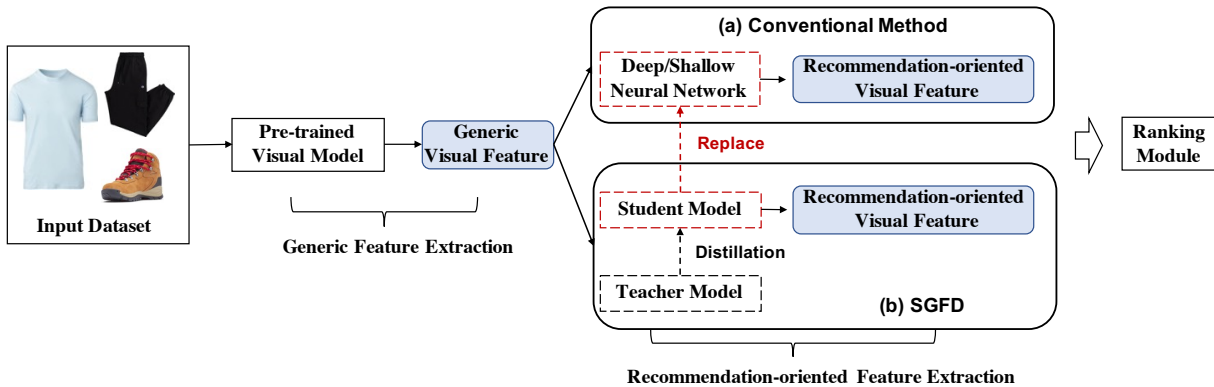 Input Dataset
Pre-trained
Visual Model
Generic
Visual Feature
Generic Feature Extraction
(a) Conventional Method
Deep/Shallow
Neural Network
Recommendation-oriented
Visual Feature
Replace
Student Model
Recommendation-oriented
Visual Feature
Distillation
Teacher Model
(b) SGFD
Recommendation-oriented Feature Extraction
Ranking
Module